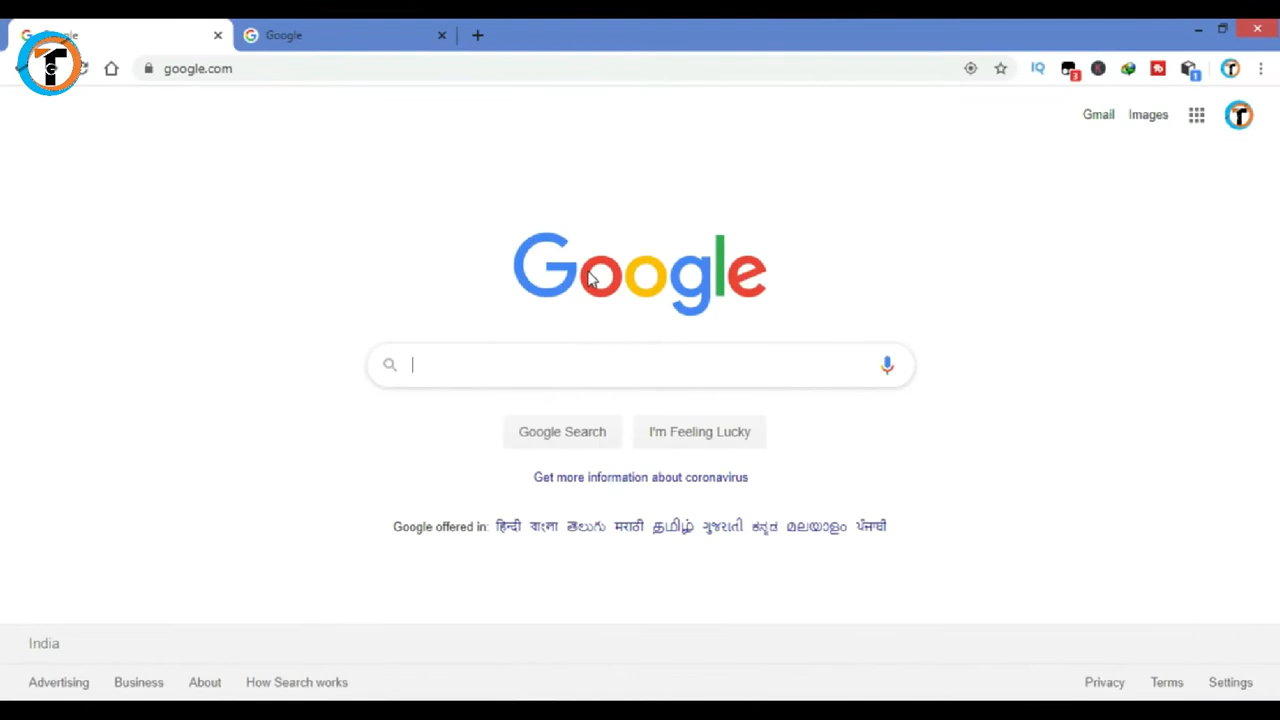 Google
google.com
Gmail Images
Google
Google Search I'm Feeling Lucky
Get more information about coronavirus
Google offered in: हिन्दी বাংলা తెలుగు मराठी தமிழ் ગુજરાતી ಕನ್ನಡ മലയാളം ਪੰਜਾਬੀ
India
Advertising Business About How Search works Privacy Terms Settings